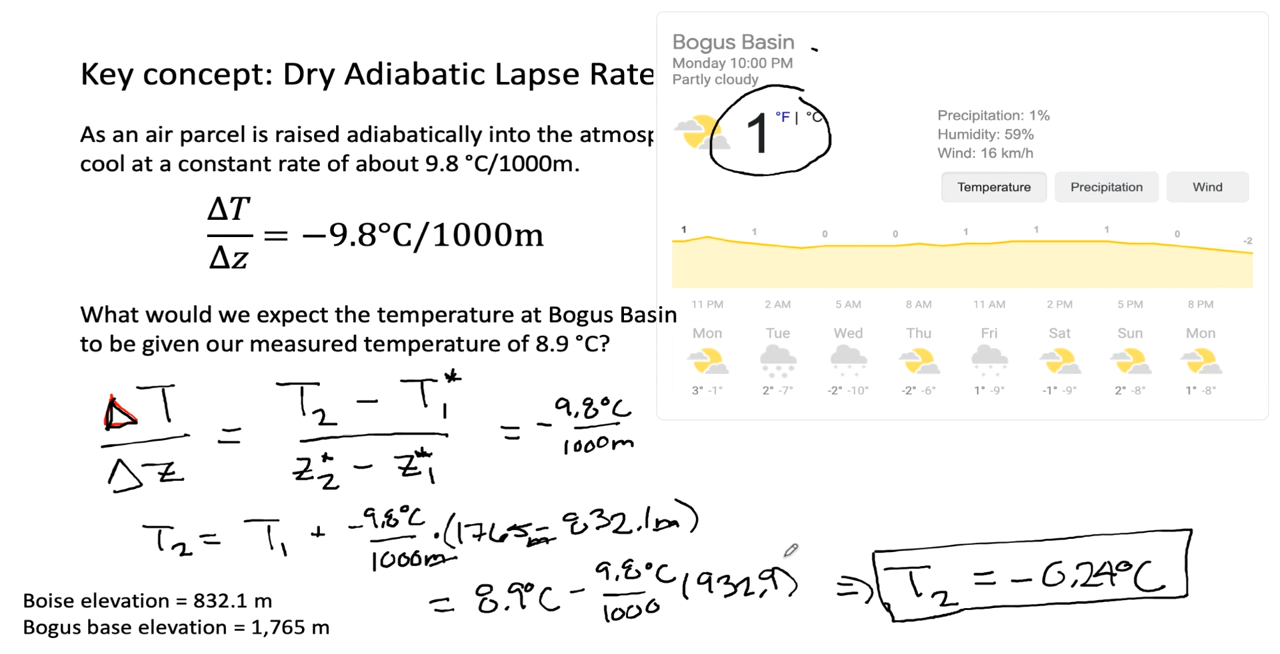 Key concept: Dry Adiabatic Lapse Rate
As an air parcel is raised adiabatically into the atmosp
cool at a constant rate of about 9.8 °C/1000m.
ΔT/Δz = −9.8°C/1000m
What would we expect the temperature at Bogus Basin
to be given our measured temperature of 8.9 °C?
ΔT/ΔZ = (T₂ − T₁*)/(Z₂* − Z₁*) = −9.8°C/1000m
T₂ = T₁ + −9.8°C/1000m · (1765m − 832.1m)
= 8.9°C − 9.8°C/1000 (932.9) ⇒ T₂ = −0.24°C
Boise elevation = 832.1 m
Bogus base elevation = 1,765 m
Bogus Basin
Monday 10:00 PM
Partly cloudy
1 °F | °C
Precipitation: 1%
Humidity: 59%
Wind: 16 km/h
Temperature Precipitation Wind
1 1 0 0 1 1 1 0 -2
11 PM 2 AM 5 AM 8 AM 11 AM 2 PM 5 PM 8 PM
Mon Tue Wed Thu Fri Sat Sun Mon
3° -1° 2° -7° -2° -10° -2° -6° 1° -9° -1° -9° 2° -8° 1° -8°